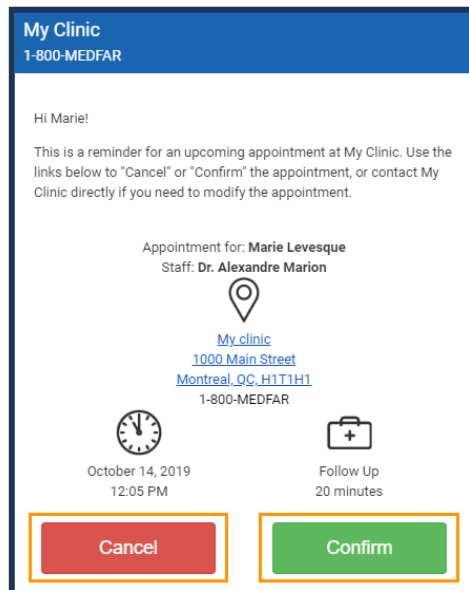 My Clinic
1-800-MEDFAR
Hi Marie!
This is a reminder for an upcoming appointment at My Clinic. Use the
links below to "Cancel" or "Confirm" the appointment, or contact My
Clinic directly if you need to modify the appointment.
Appointment for: Marie Levesque
Staff: Dr. Alexandre Marion
My clinic
1000 Main Street
Montreal, QC, H1T1H1
1-800-MEDFAR
October 14, 2019
12:05 PM
Follow Up
20 minutes
Cancel
Confirm